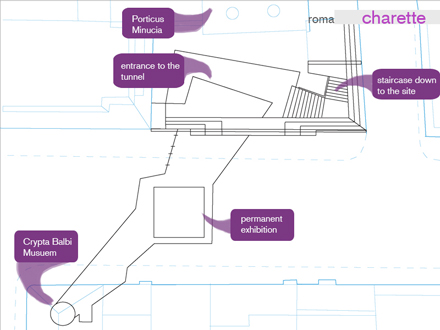 Porticus
Minucia
roma charette
entrance to the
tunnel
staircase down
to the site
permanent
exhibition
Crypta Balbi
Musuem